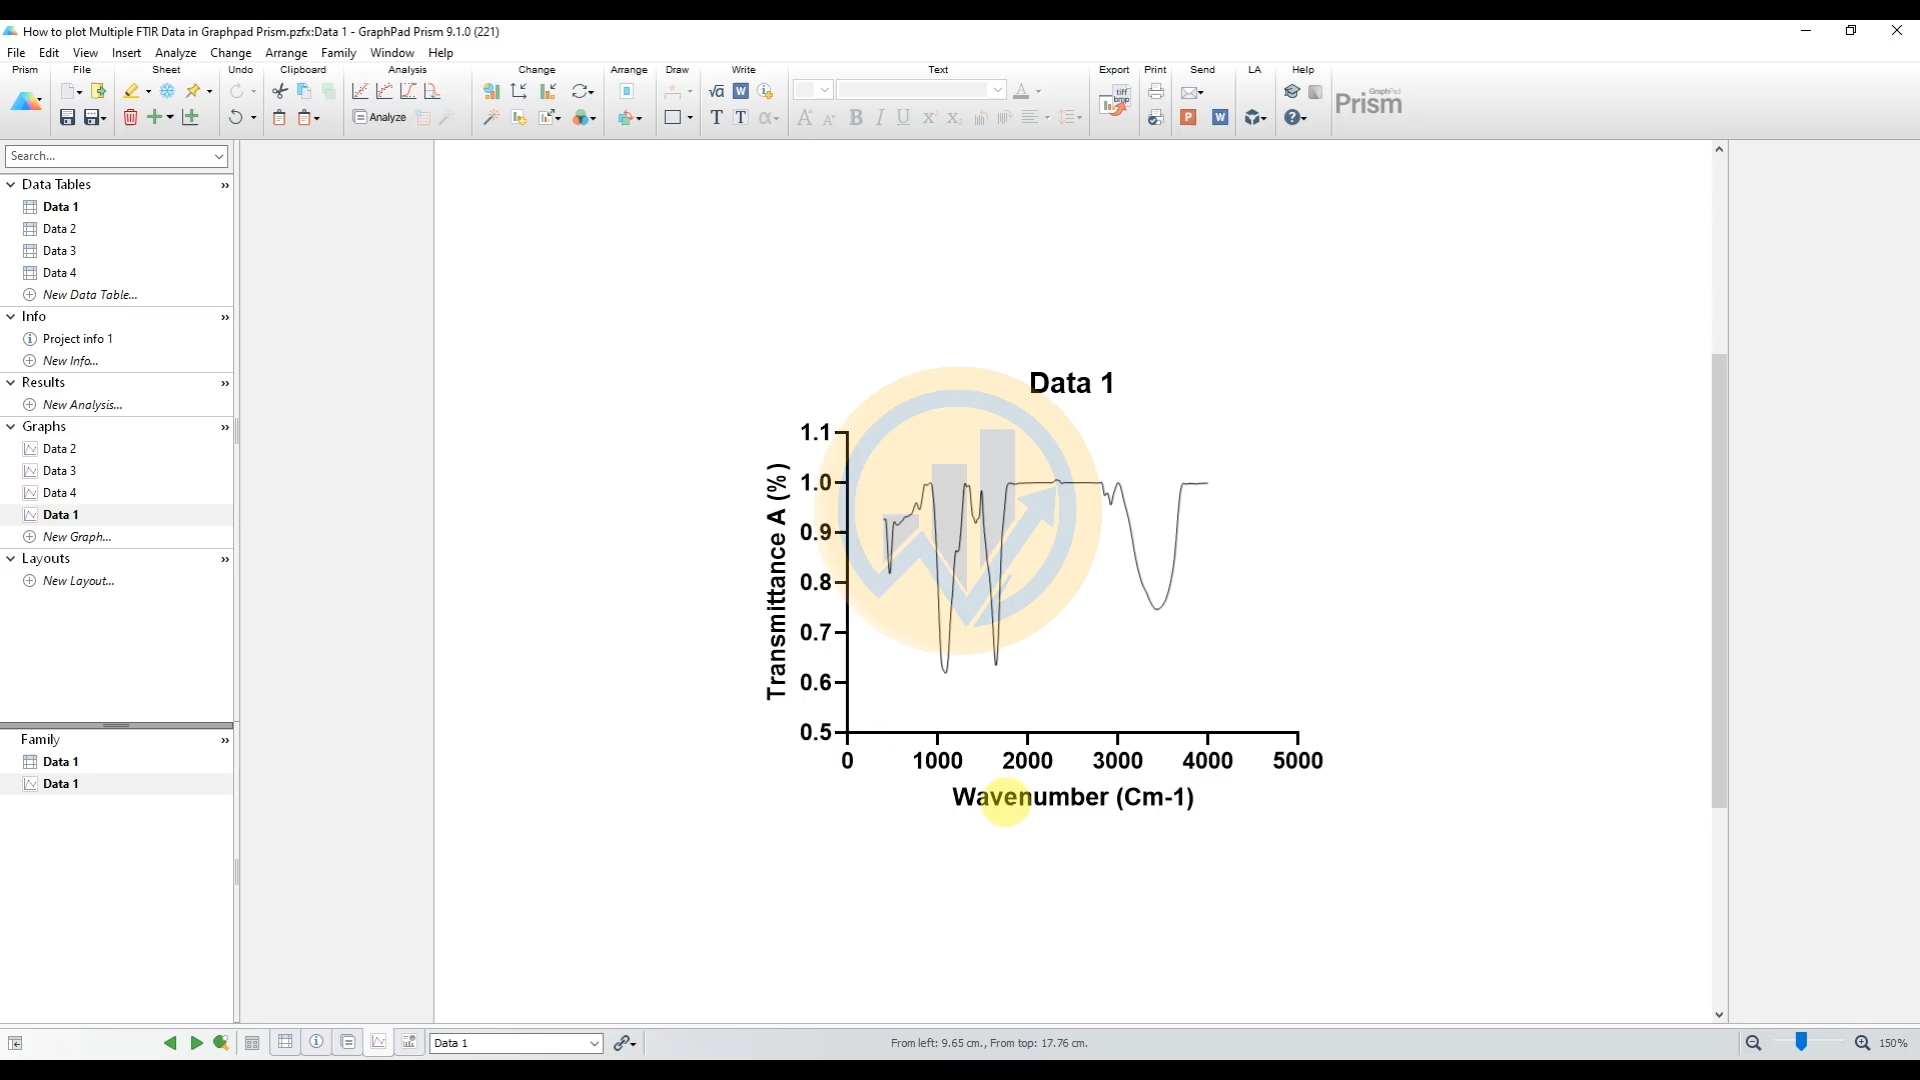 How to plot Multiple FTIR Data in Graphpad Prism.pzfx:Data 1 - GraphPad Prism 9.1.0 (221)
File Edit View Insert Analyze Change Arrange Family Window Help
Prism File Sheet Undo Clipboard Analysis Change Arrange Draw Write Text Export Print Send LA Help
tiff
bmp
GraphPad
Prism
Analyze
Search...
Data Tables
Data 1
Data 2
Data 3
Data 4
New Data Table...
Info
Project info 1
New Info...
Results
New Analysis...
Graphs
Data 2
Data 3
Data 4
Data 1
New Graph...
Layouts
New Layout...
Family
Data 1
Data 1
Data 1
Transmittance A (%)
1.1
1.0
0.9
0.8
0.7
0.6
0.5
0 1000 2000 3000 4000 5000
Wavenumber (Cm-1)
Data 1
From left: 9.65 cm., From top: 17.76 cm.
150%